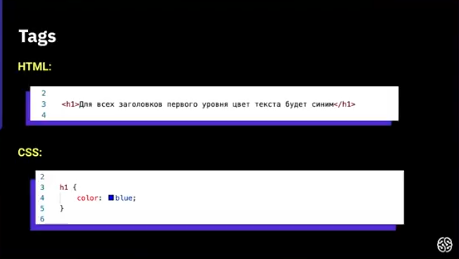 Tags
HTML:
2
3 <h1>Для всех заголовков первого уровня цвет текста будет синим</h1>
4
CSS:
2
3 h1 {
4 color: blue;
5 }
6